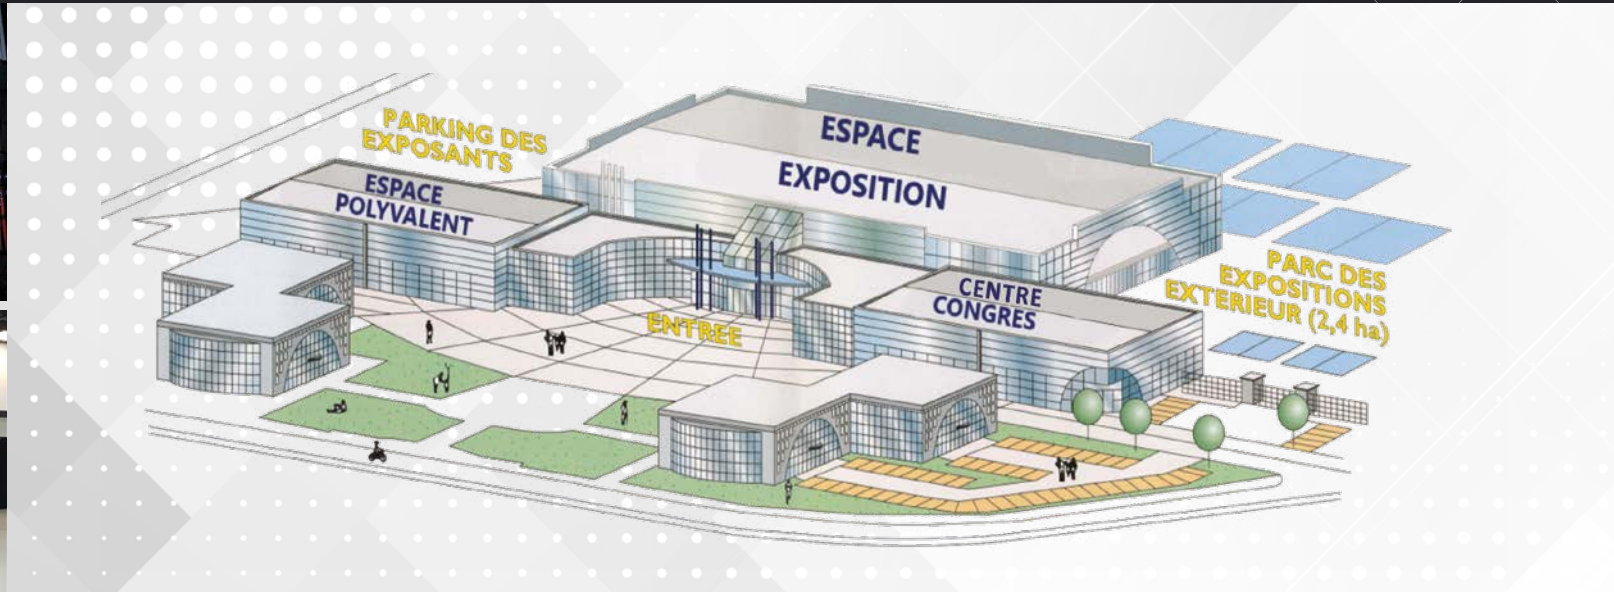 PARKING DES
EXPOSANTS
ESPACE
POLYVALENT
ESPACE
EXPOSITION
CENTRE
CONGRES
ENTREE
PARC DES
EXPOSITIONS
EXTERIEUR (2,4 ha)